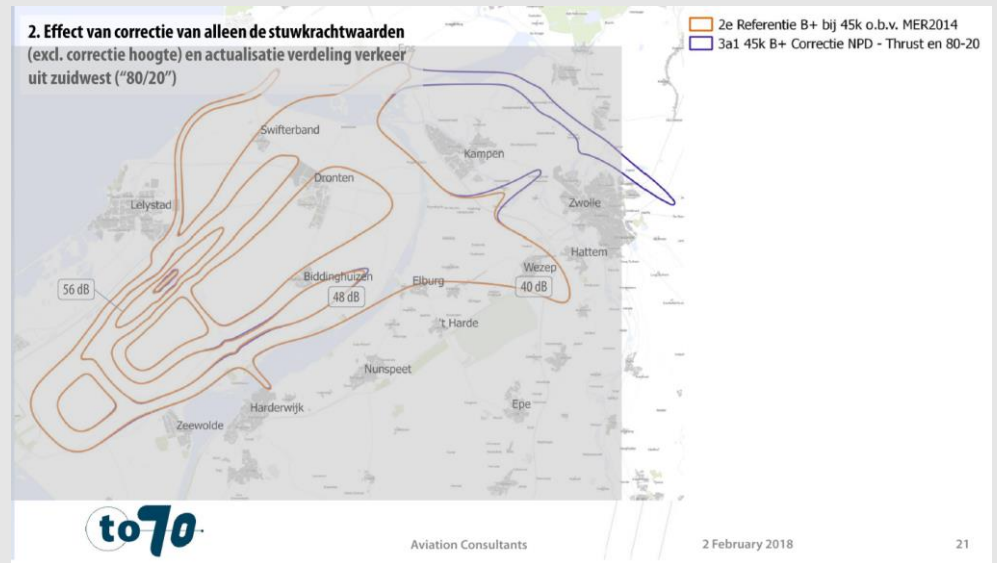 2. Effect van correctie van alleen de stuwkrachtwaarden
(excl. correctie hoogte) en actualisatie verdeling verkeer
uit zuidwest ("80/20")
2e Referentie B+ bij 45k o.b.v. MER2014
3a1 45k B+ Correctie NPD - Thrust en 80-20
Swifterband
Kampen
Dronten
Lelystad
Zwolle
Hattem
Wezep
Biddinghuizen
Elburg
56 dB
48 dB
40 dB
't Harde
Nunspeet
Epe
Harderwijk
Zeewolde
to70
Aviation Consultants
2 February 2018
21